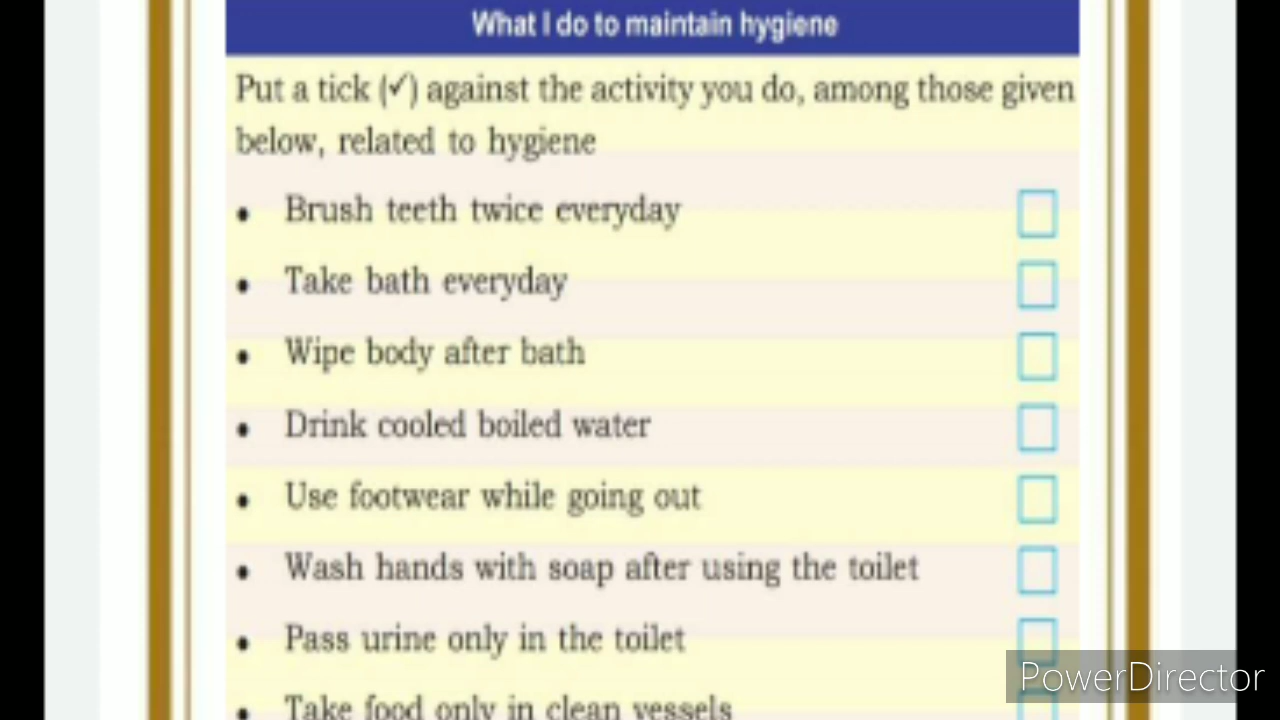 What I do to maintain hygiene
Put a tick (✓) against the activity you do, among those given
below, related to hygiene
• Brush teeth twice everyday
• Take bath everyday
• Wipe body after bath
• Drink cooled boiled water
• Use footwear while going out
• Wash hands with soap after using the toilet
• Pass urine only in the toilet
• Take food only in clean vessels
PowerDirector